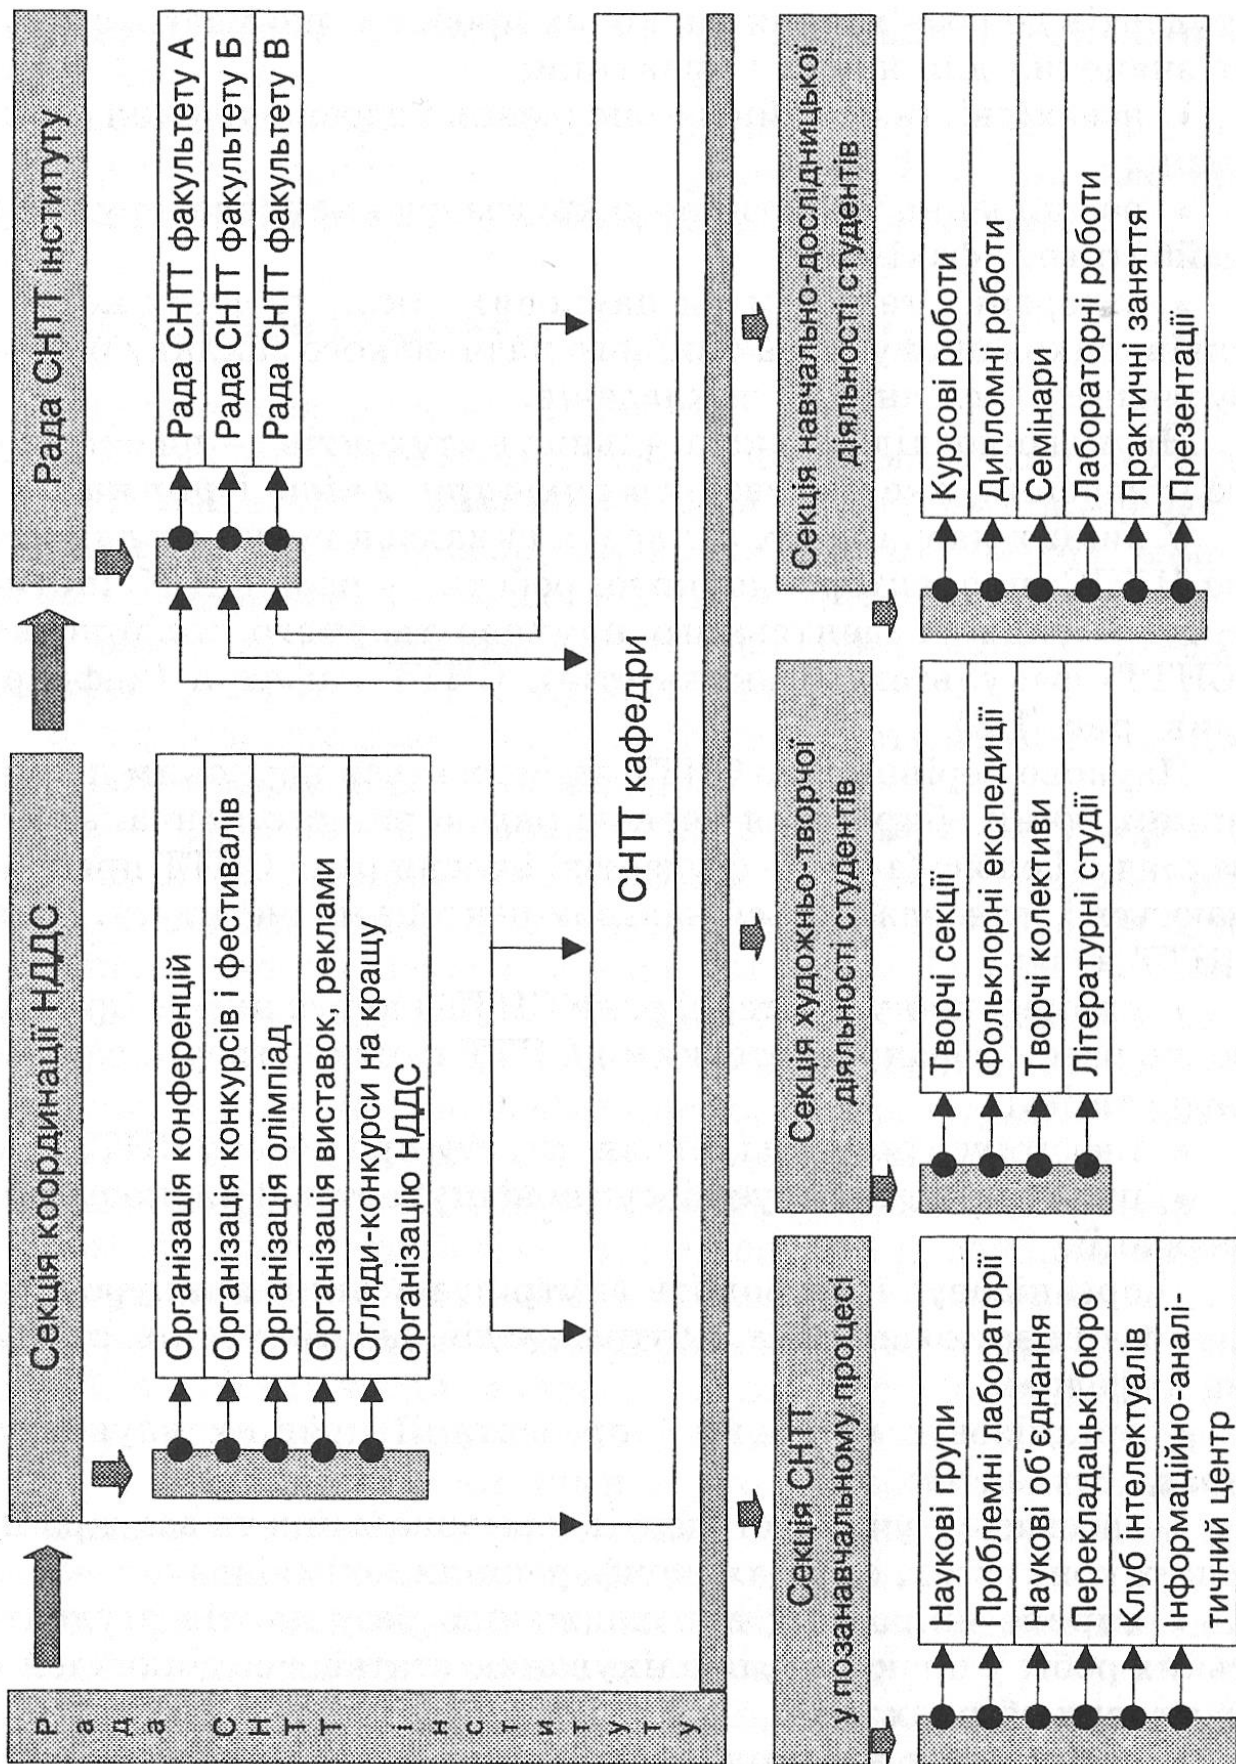 Рада СНТТ інституту
Секція координації НДДС
Організація конференцій
Організація конкурсів і фестивалів
Організація олімпіад
Організація виставок, реклами
Огляди-конкурси на кращу
організацію НДДС
Рада СНТТ інституту
Рада СНТТ факультету А
Рада СНТТ факультету Б
Рада СНТТ факультету В
СНТТ кафедри
Секція СНТТ
у позанавчальному процесі
Наукові групи
Проблемні лабораторії
Наукові об'єднання
Перекладацькі бюро
Клуб інтелектуалів
Інформаційно-аналі-
тичний центр
Секція художньо-творчої
діяльності студентів
Творчі секції
Фольклорні експедиції
Творчі колективи
Літературні студії
Секція навчально-дослідницької
діяльності студентів
Курсові роботи
Дипломні роботи
Семінари
Лабораторні роботи
Практичні заняття
Презентації